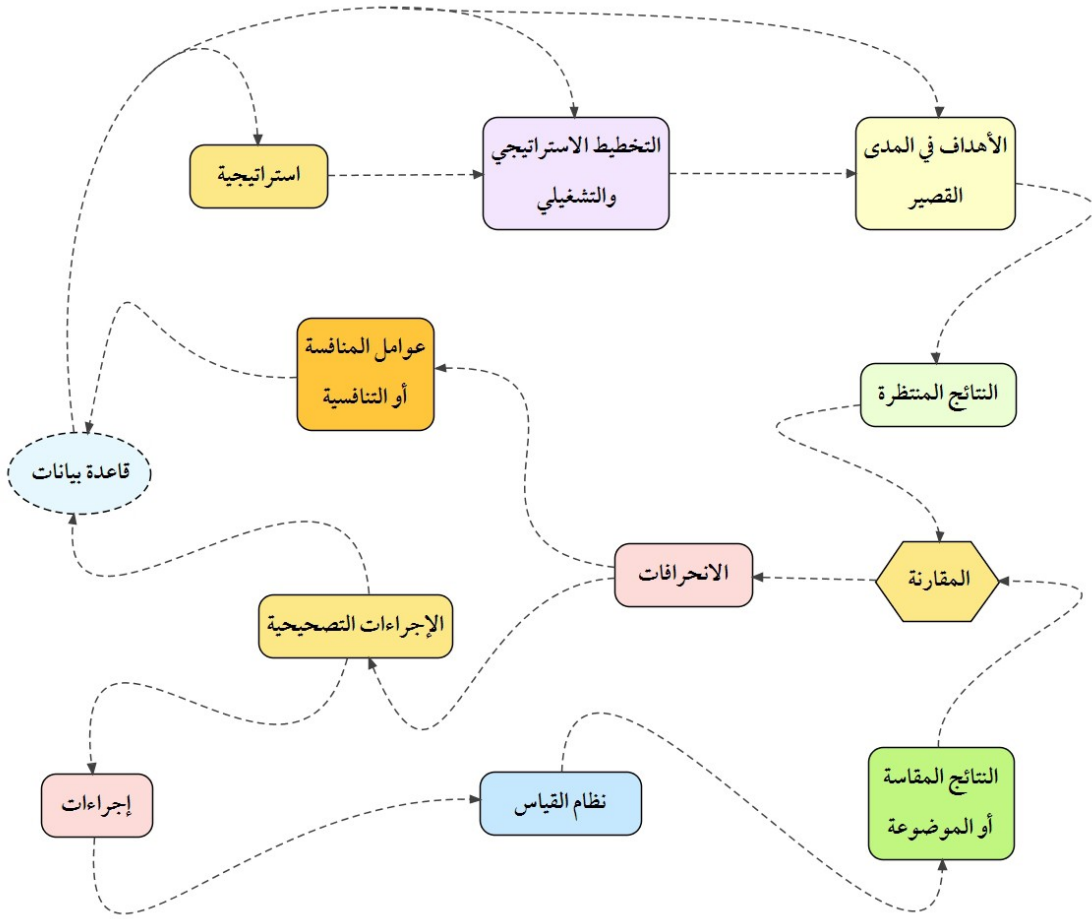 استراتيجية
التخطيط الاستراتيجي
والتشغيلي
الأهداف في المدى
القصير
عوامل المنافسة
أو التنافسية
النتائج المنتظرة
قاعدة بيانات
الانحرافات
المقارنة
الإجراءات التصحيحية
إجراءات
نظام القياس
النتائج المقاسة
أو الموضوعة